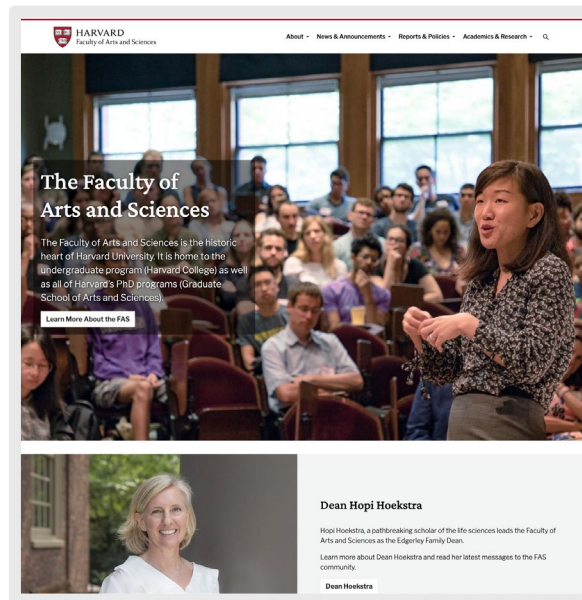 HARVARD
Faculty of Arts and Sciences
About
News & Announcements
Reports & Policies
Academics & Research
The Faculty of
Arts and Sciences
The Faculty of Arts and Sciences is the historic
heart of Harvard University. It is home to the
undergraduate program (Harvard College) as well
as all of Harvard's PhD programs (Graduate
School of Arts and Sciences).
Learn More About the FAS
Dean Hopi Hoekstra
Hopi Hoekstra, a pathbreaking scholar of the life sciences leads the Faculty of
Arts and Sciences as the Edgerley Family Dean.
Learn more about Dean Hoekstra and read her latest messages to the FAS
community.
Dean Hoekstra